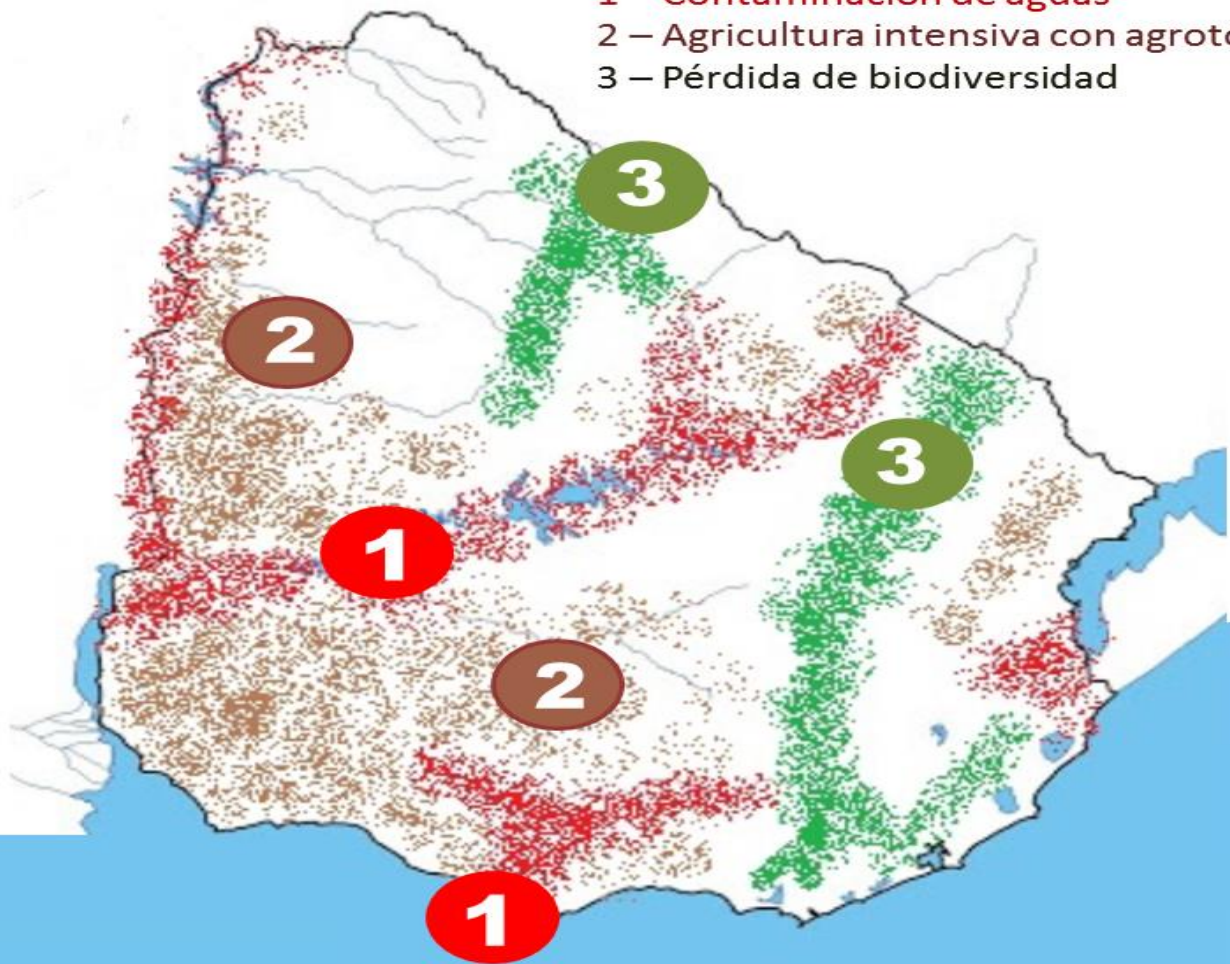 1 – Contaminación de aguas
2 – Agricultura intensiva con
3 – Pérdida de biodiversidad
3
2
3
1
2
1